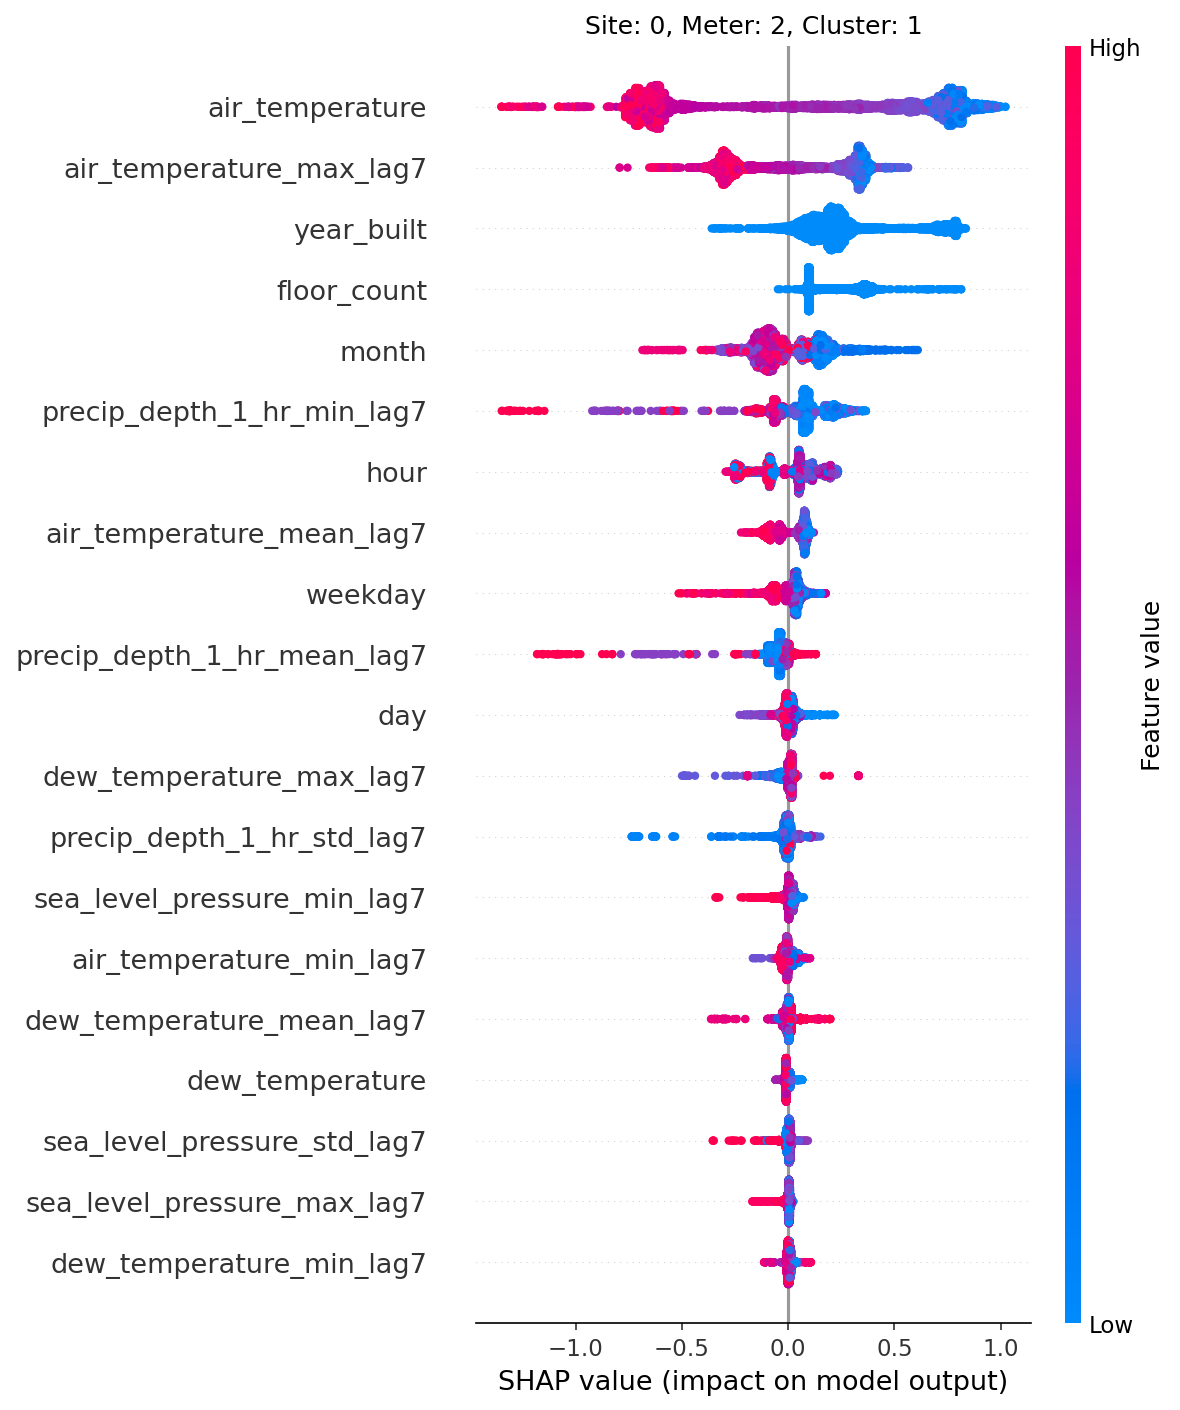 Site: 0, Meter: 2, Cluster: 1
High
air_temperature
air_temperature_max_lag7
year_built
floor_count
month
precip_depth_1_hr_min_lag7
hour
air_temperature_mean_lag7
weekday
precip_depth_1_hr_mean_lag7
day
dew_temperature_max_lag7
precip_depth_1_hr_std_lag7
sea_level_pressure_min_lag7
air_temperature_min_lag7
dew_temperature_mean_lag7
dew_temperature
sea_level_pressure_std_lag7
sea_level_pressure_max_lag7
dew_temperature_min_lag7
Feature value
Low
−1.0 −0.5 0.0 0.5 1.0
SHAP value (impact on model output)